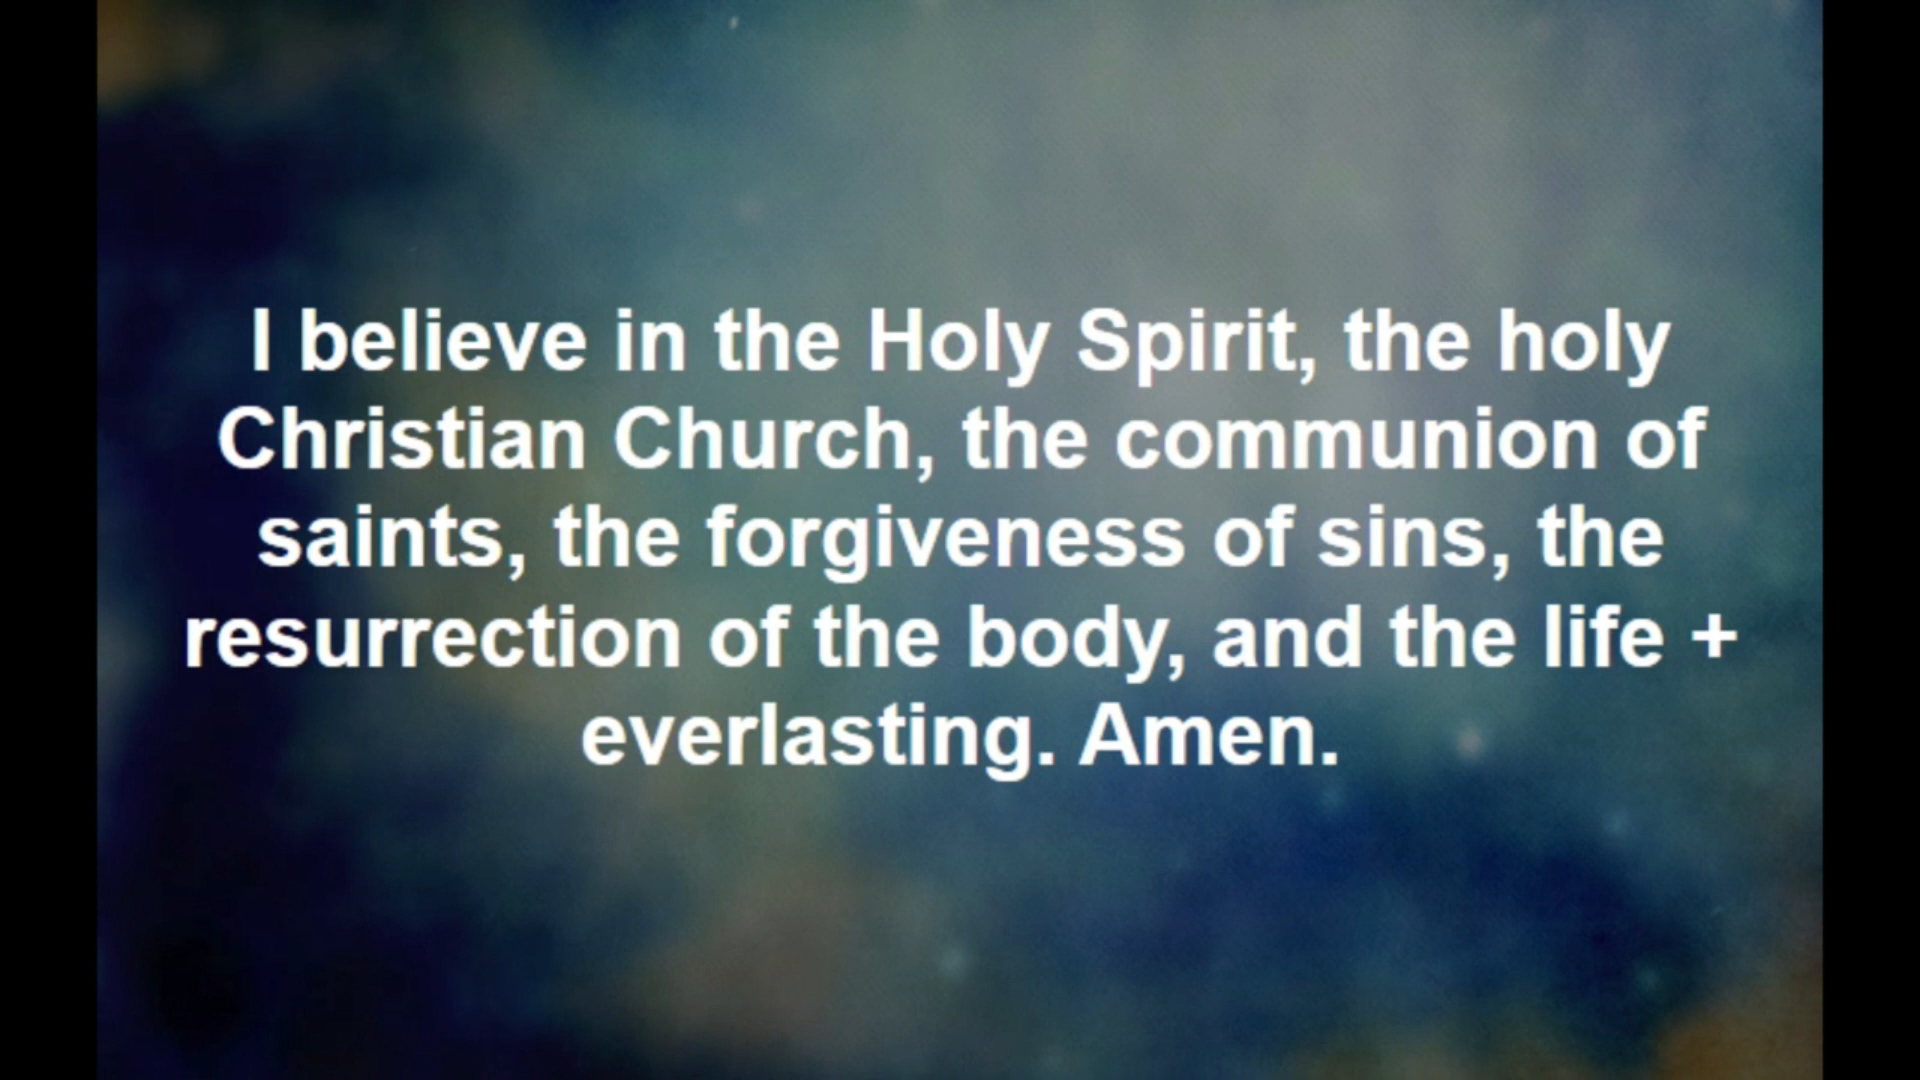 I believe in the Holy Spirit, the holy
Christian Church, the communion of
saints, the forgiveness of sins, the
resurrection of the body, and the life +
everlasting. Amen.